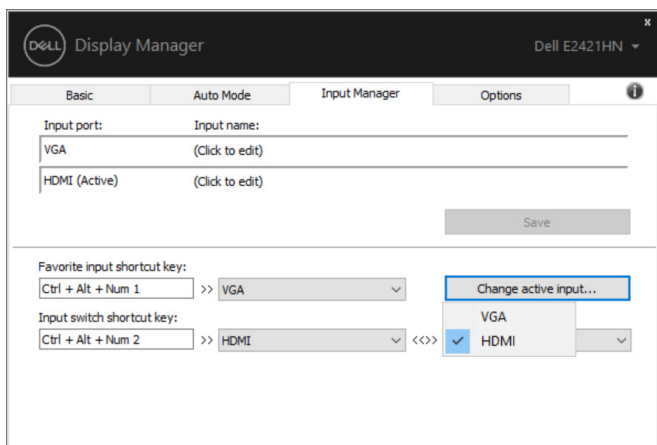 x
DELL Display Manager Dell E2421HN
Basic Auto Mode Input Manager Options i
Input port: Input name:
VGA (Click to edit)
HDMI (Active) (Click to edit)
Save
Favorite input shortcut key:
Ctrl + Alt + Num 1 >> VGA Change active input...
Input switch shortcut key:
VGA
Ctrl + Alt + Num 2 >> HDMI <<>> HDMI